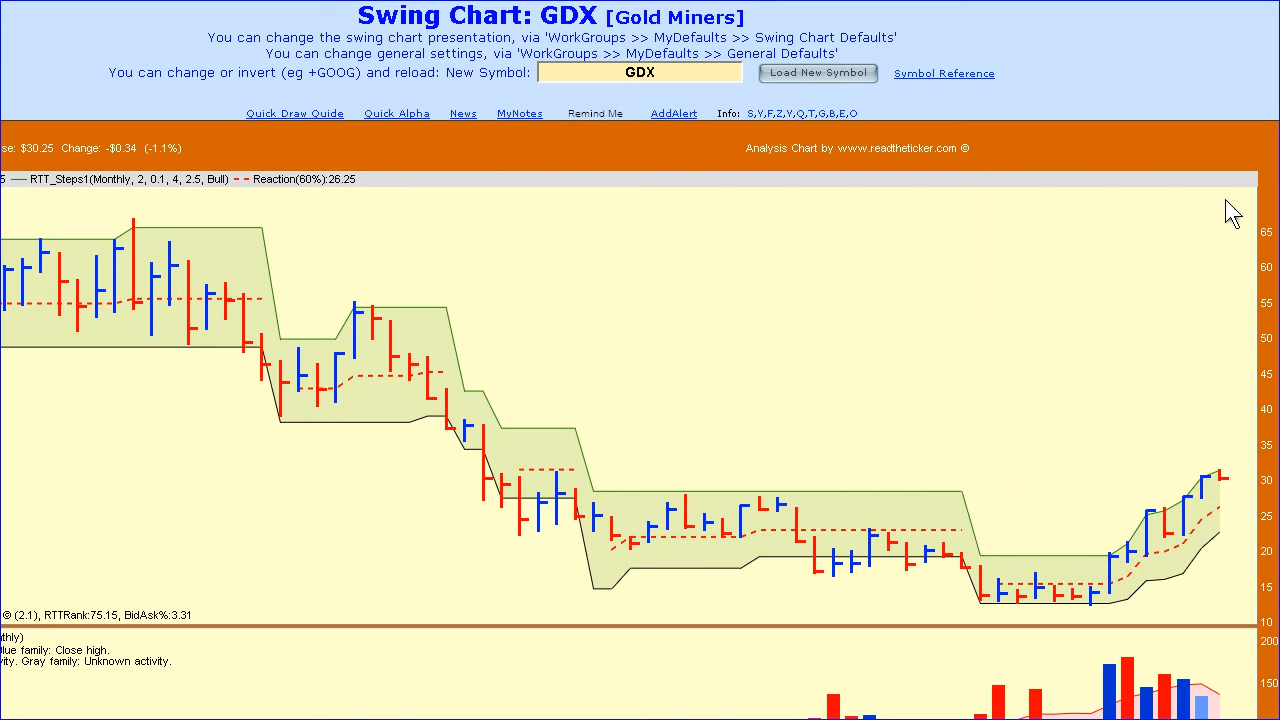 Swing Chart: GDX [Gold Miners]
You can change the swing chart presentation, via 'WorkGroups >> MyDefaults >> Swing Chart Defaults'
You can change general settings, via 'WorkGroups >> MyDefaults >> General Defaults'
You can change or invert (eg +GOOG) and reload: New Symbol: GDX Load New Symbol Symbol Reference
Quick Draw Guide Quick Alpha News MyNotes Remind Me AddAlert Info: S,Y,F,Z,Y,Q,T,G,B,E,O
se: $30.25 Change: -$0.34 (-1.1%) Analysis Chart by www.readtheticker.com ©
5 RTT_Steps1(Monthly, 2, 0.1, 4, 2.5, Bull) Reaction(60%):26.25
65
60
55
50
45
40
35
30
25
20
15
© (2.1), RTTRank:75.15, BidAsk%:3.31
10
thly)
200
lue family: Close high.
vity. Gray family: Unknown activity.
150